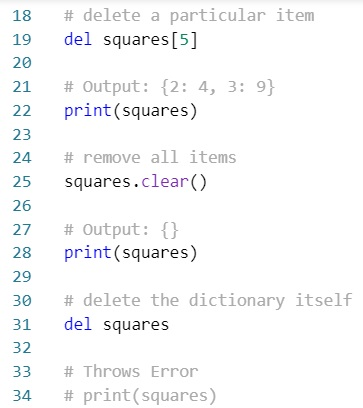 18 # delete a particular item
19 del squares[5]
20
21 # Output: {2: 4, 3: 9}
22 print(squares)
23
24 # remove all items
25 squares.clear()
26
27 # Output: {}
28 print(squares)
29
30 # delete the dictionary itself
31 del squares
32
33 # Throws Error
34 # print(squares)